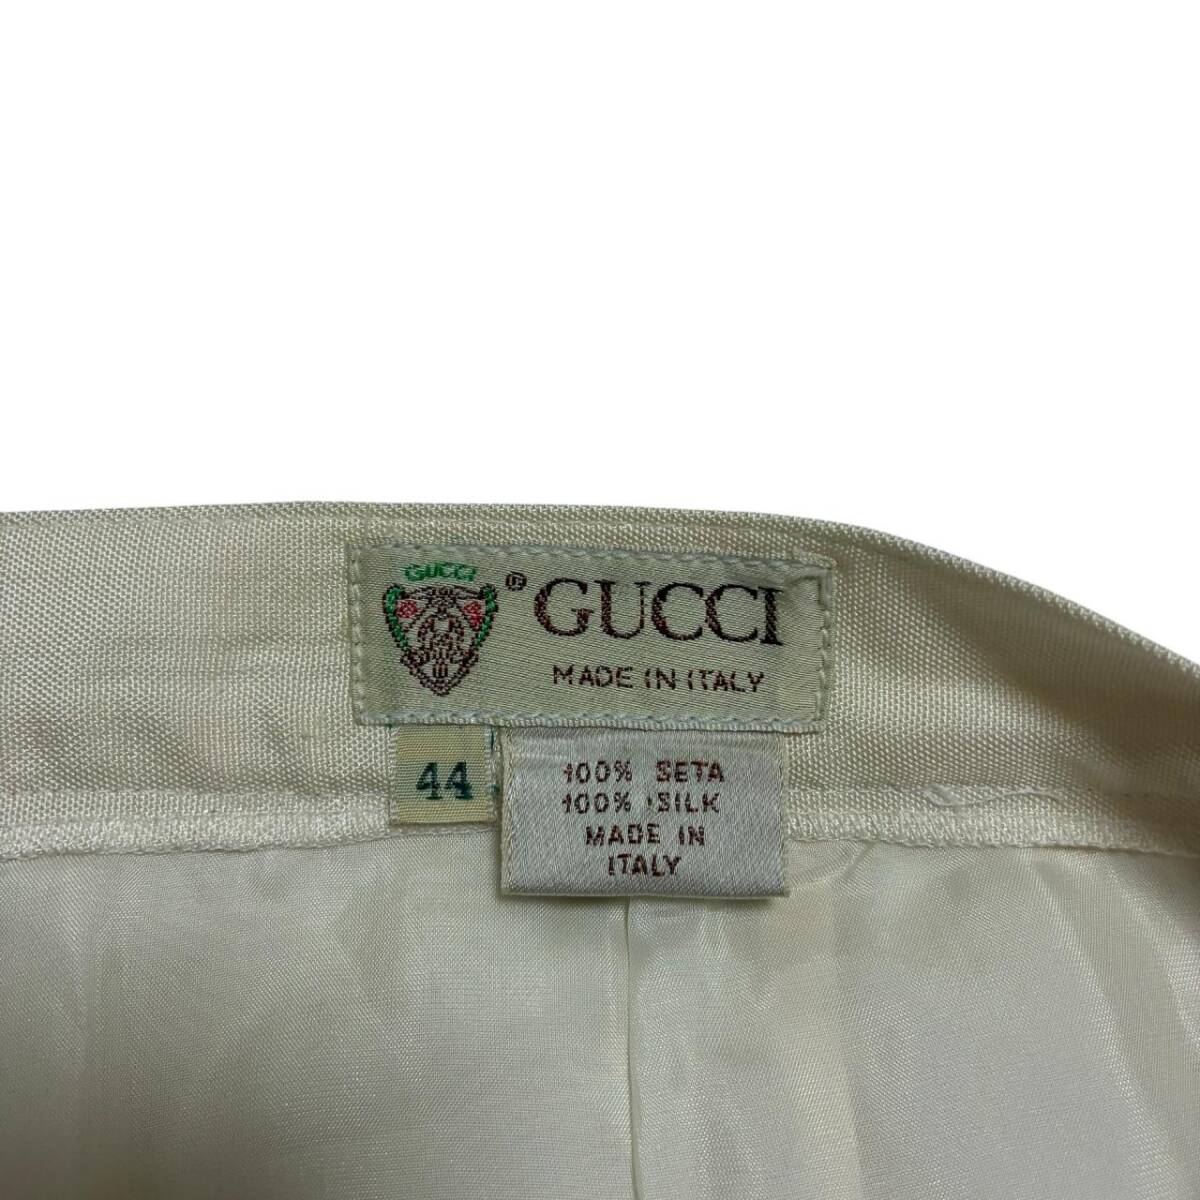 GUCCI
® GUCCI
MADE IN ITALY
44
100% SETA
100% SILK
MADE IN
ITALY